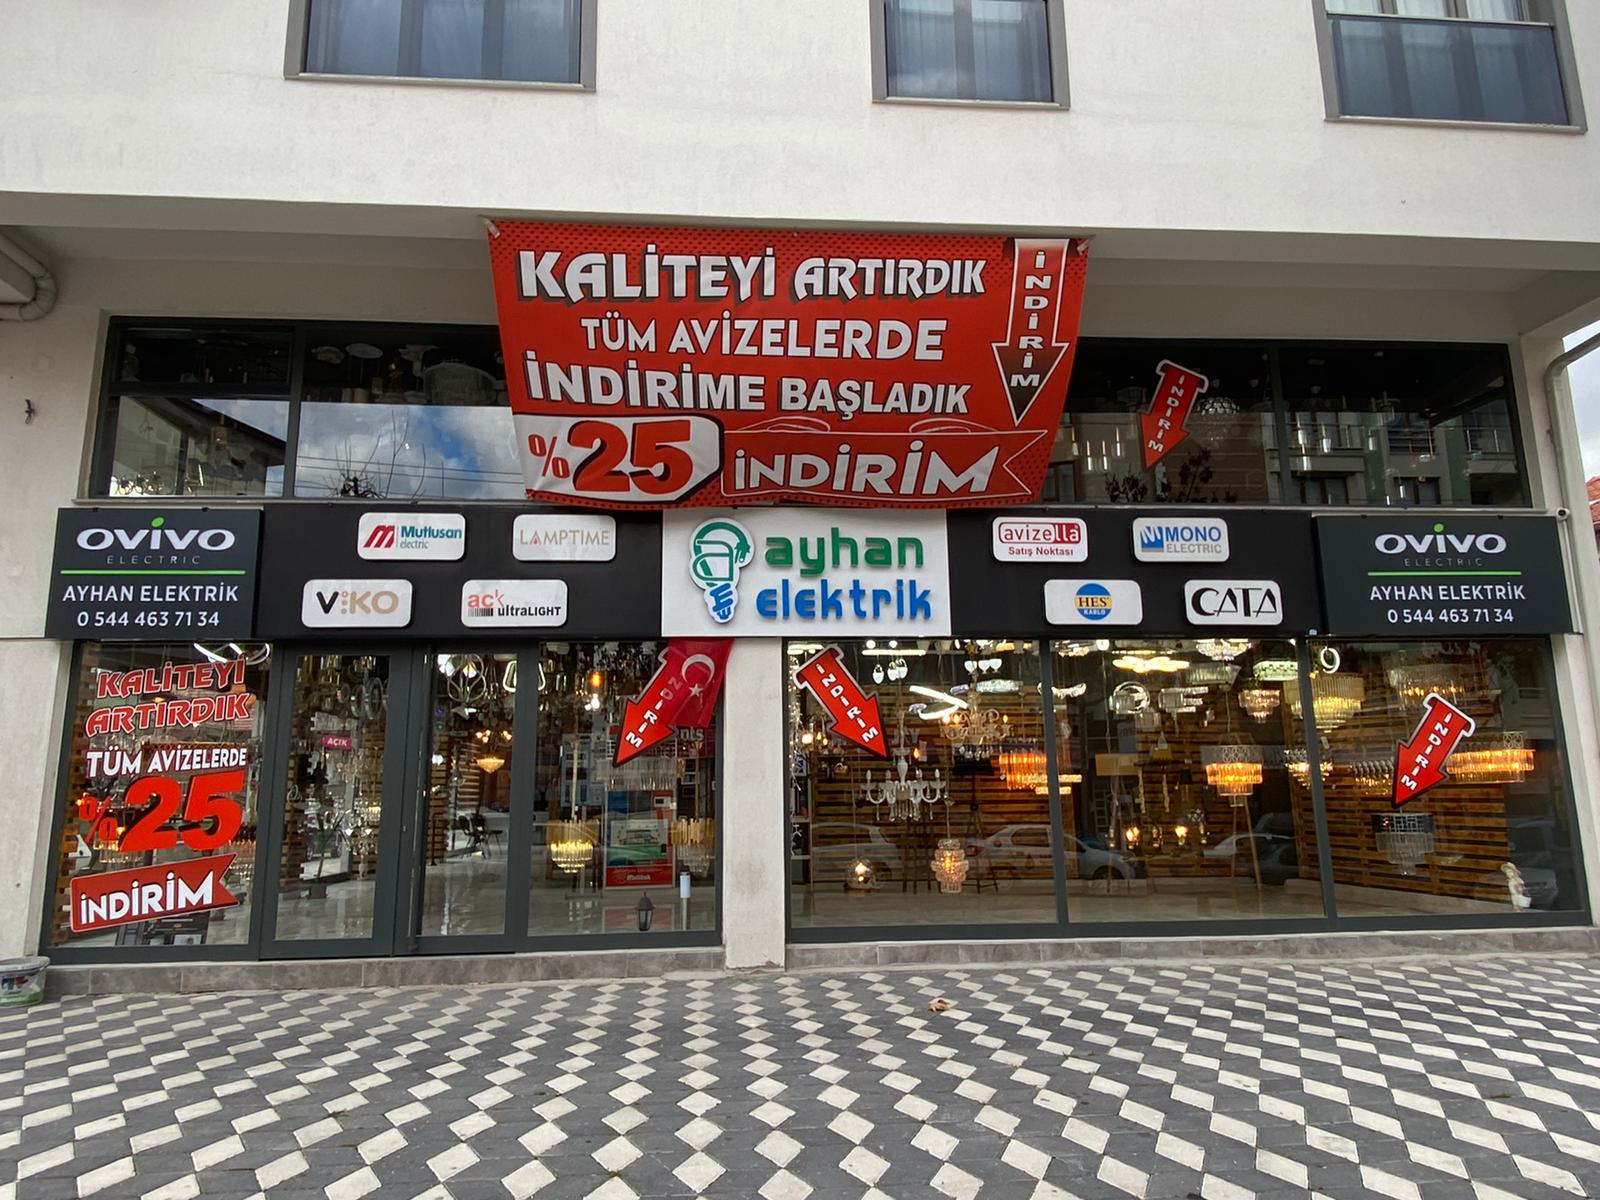 KALİTEYİ ARTIRDIK
TÜM AVİZELERDE
İNDİRİME BAŞLADIK
%25 İNDİRİM
İNDİRİM
İNDİRİM
OVIVO
ELECTRIC
AYHAN ELEKTRİK
0 544 463 71 34
Mutlusan
electric
LAMPTIME
VİKO
ack
ultraLIGHT
ayhan
elektrik
avizella
Satış Noktası
MONO
ELECTRIC
HES
KABLO
CATA
OVIVO
ELECTRIC
AYHAN ELEKTRİK
0 544 463 71 34
KALİTEYİ
ARTIRDIK
TÜM AVİZELERDE
%25
İNDİRİM
AÇIK
İNDİRİM
İNDİRİM
İNDİRİM